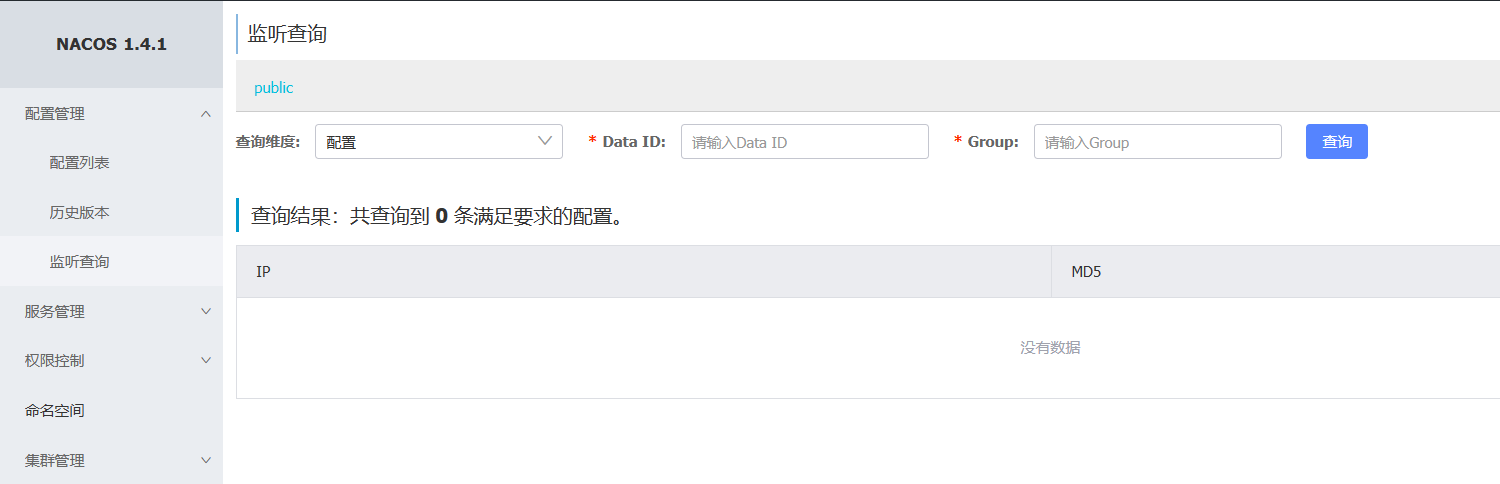 NACOS 1.4.1
配置管理
配置列表
历史版本
监听查询
服务管理
权限控制
命名空间
集群管理
监听查询
public
查询维度: 配置 * Data ID: 请输入Data ID * Group: 请输入Group 查询
查询结果：共查询到 0 条满足要求的配置。
IP MD5
没有数据